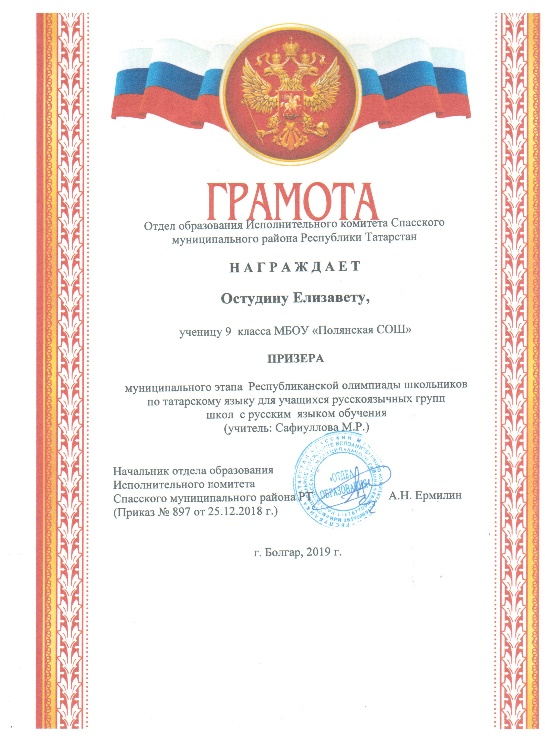 ГРАМОТА
Отдел образования Исполнительного комитета Спасского
муниципального района Республики Татарстан
НАГРАЖДАЕТ
Остудину Елизавету,
ученицу 9 класса МБОУ «Полянская СОШ»
ПРИЗЕРА
муниципального этапа Республиканской олимпиады школьников
по татарскому языку для учащихся русскоязычных групп
школ с русским языком обучения
(учитель: Сафиуллова М.Р.)
Начальник отдела образования
Исполнительного комитета
Спасского муниципального района РТ А.Н. Ермилин
(Приказ № 897 от 25.12.2018 г.)
ОТДЕЛ
ОБРАЗОВАНИЯ
г. Болгар, 2019 г.